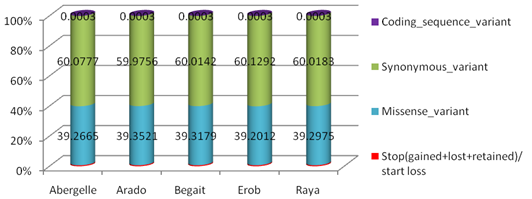 100%
80%
60%
40%
20%
0%
0.0003 0.0003 0.0003 0.0003 0.0003
60.0777 59.9756 60.0142 60.1292 60.0183
39.2665 39.3521 39.3179 39.2012 39.2975
Abergelle Arado Begait Erob Raya
Coding_sequence_variant
Synonymous_variant
Missense_variant
Stop(gained+lost+retained)/
start loss